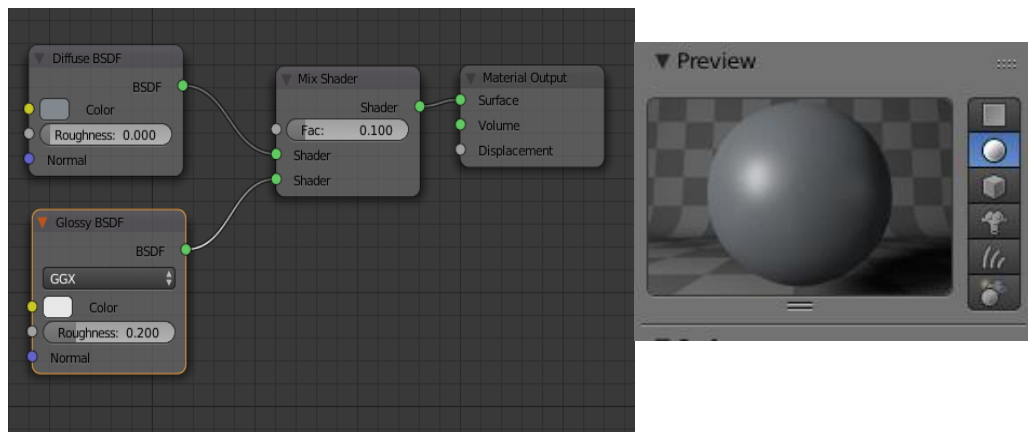 Diffuse BSDF
BSDF
Color
Roughness: 0.000
Normal
Glossy BSDF
BSDF
GGX
Color
Roughness: 0.200
Normal
Mix Shader
Shader
Fac: 0.100
Shader
Shader
Material Output
Surface
Volume
Displacement
Preview